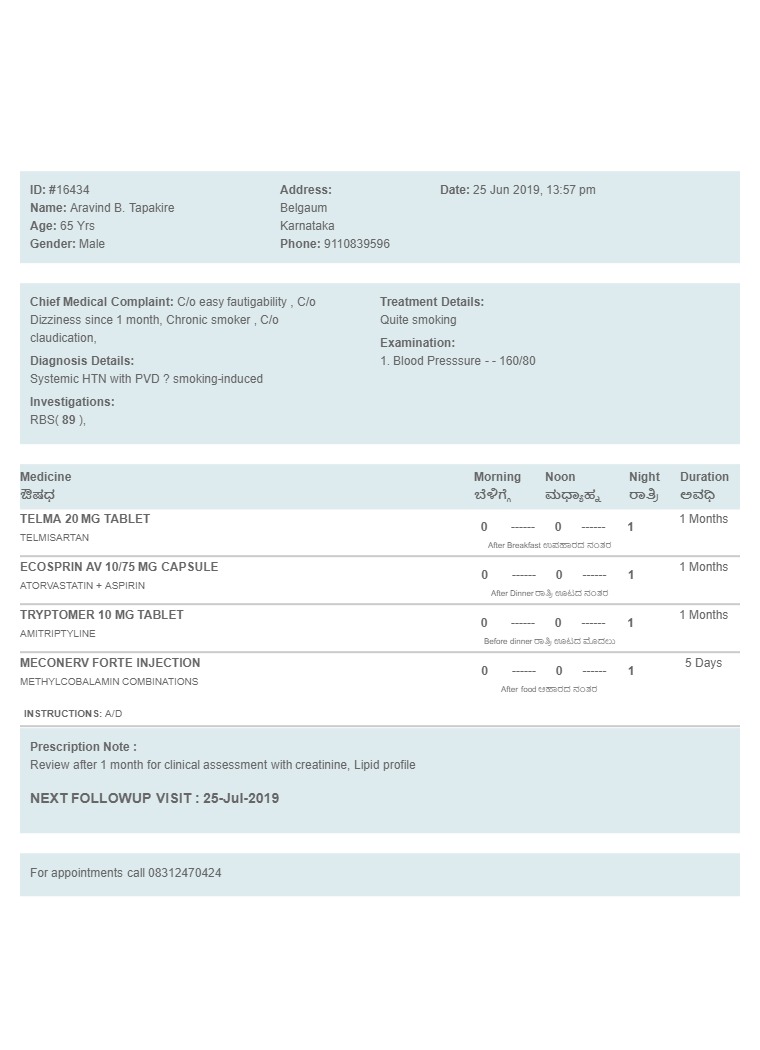 ID: #16434
Name: Aravind B. Tapakire
Age: 65 Yrs
Gender: Male
Address:
Belgaum
Karnataka
Phone: 9110839596
Date: 25 Jun 2019, 13:57 pm
Chief Medical Complaint: C/o easy fautigability , C/o
Dizziness since 1 month, Chronic smoker , C/o
claudication,
Diagnosis Details:
Systemic HTN with PVD ? smoking-induced
Investigations:
RBS( 89 ),
Treatment Details:
Quite smoking
Examination:
1. Blood Presssure - - 160/80
Medicine Morning Noon Night Duration
ಔಷಧ ಬೆಳಿಗ್ಗೆ ಮಧ್ಯಾಹ್ನ ರಾತ್ರಿ ಅವಧಿ
TELMA 20 MG TABLET 0 ------ 0 ------ 1 1 Months
TELMISARTAN After Breakfast ಉಪಹಾರದ ನಂತರ
ECOSPRIN AV 10/75 MG CAPSULE 0 ------ 0 ------ 1 1 Months
ATORVASTATIN + ASPIRIN After Dinner ರಾತ್ರಿ ಊಟದ ನಂತರ
TRYPTOMER 10 MG TABLET 0 ------ 0 ------ 1 1 Months
AMITRIPTYLINE Before dinner ರಾತ್ರಿ ಊಟದ ಮೊದಲು
MECONERV FORTE INJECTION 0 ------ 0 ------ 1 5 Days
METHYLCOBALAMIN COMBINATIONS After food ಆಹಾರದ ನಂತರ
INSTRUCTIONS: A/D
Prescription Note :
Review after 1 month for clinical assessment with creatinine, Lipid profile
NEXT FOLLOWUP VISIT : 25-Jul-2019
For appointments call 08312470424